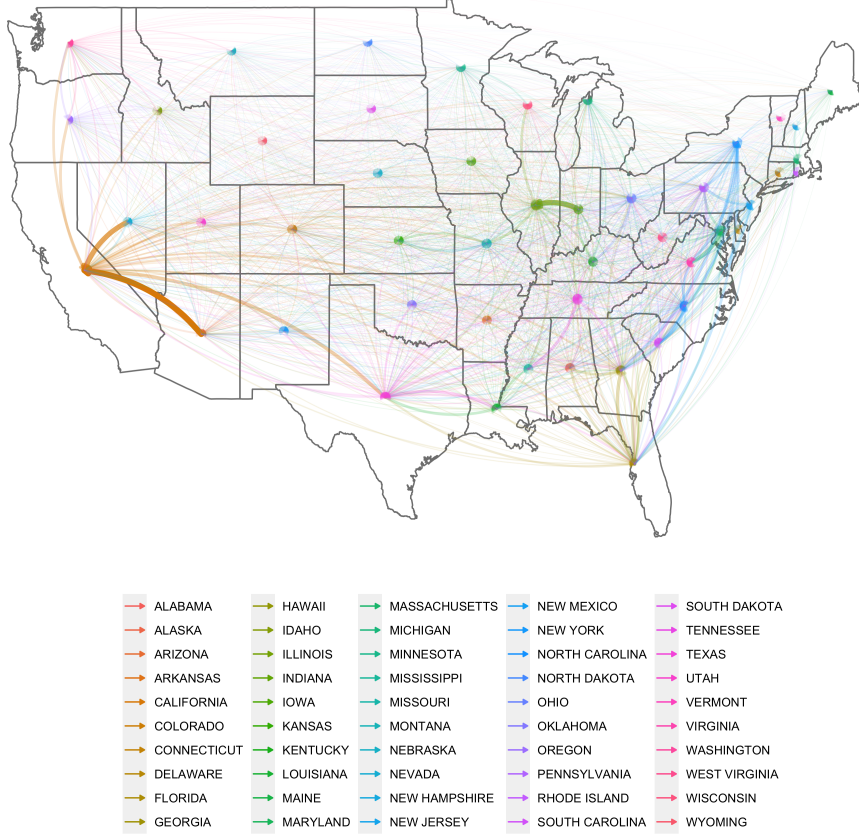 ALABAMA
ALASKA
ARIZONA
ARKANSAS
CALIFORNIA
COLORADO
CONNECTICUT
DELAWARE
FLORIDA
GEORGIA
HAWAII
IDAHO
ILLINOIS
INDIANA
IOWA
KANSAS
KENTUCKY
LOUISIANA
MAINE
MARYLAND
MASSACHUSETTS
MICHIGAN
MINNESOTA
MISSISSIPPI
MISSOURI
MONTANA
NEBRASKA
NEVADA
NEW HAMPSHIRE
NEW JERSEY
NEW MEXICO
NEW YORK
NORTH CAROLINA
NORTH DAKOTA
OHIO
OKLAHOMA
OREGON
PENNSYLVANIA
RHODE ISLAND
SOUTH CAROLINA
SOUTH DAKOTA
TENNESSEE
TEXAS
UTAH
VERMONT
VIRGINIA
WASHINGTON
WEST VIRGINIA
WISCONSIN
WYOMING